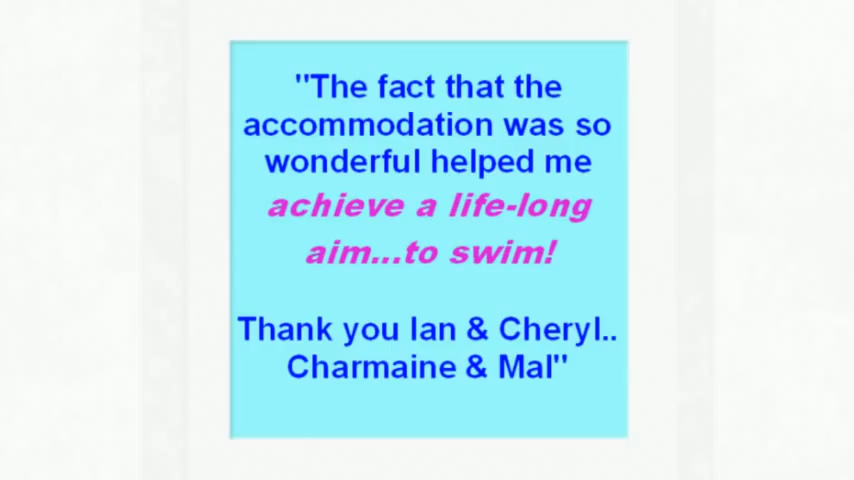 "The fact that the
accommodation was so
wonderful helped me
achieve a life-long
aim...to swim!
Thank you Ian & Cheryl..
Charmaine & Mal"